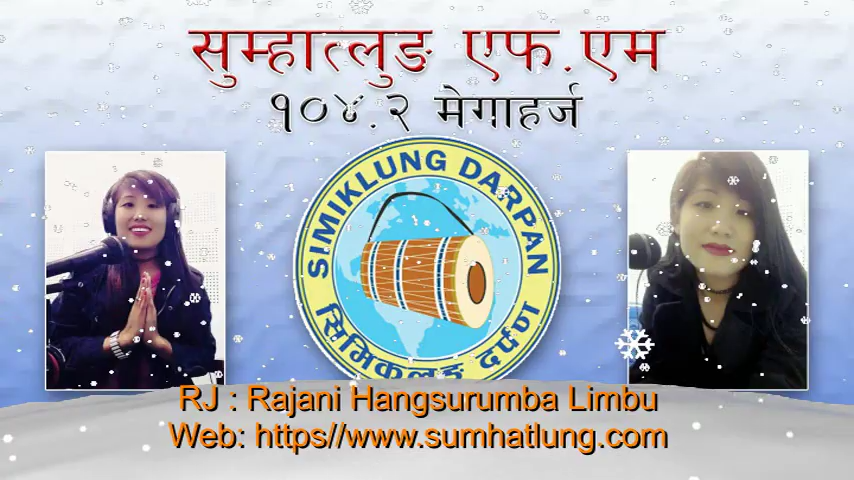 सुम्हात्लुङ एफ.एम
१०४.२ मेगाहर्ज
SIMIKLUNG DARPAN
सिमिकलुङ दर्पण
RJ : Rajani Hangsurumba Limbu
Web: https//www.sumhatlung.com